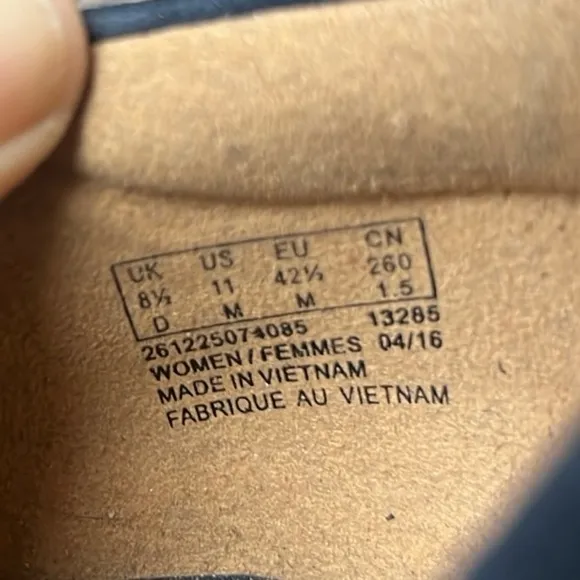 UK US EU CN
8½ 11 42½ 260
D M M 1.5
261225074085 13285
WOMEN / FEMMES 04/16
MADE IN VIETNAM
FABRIQUE AU VIETNAM